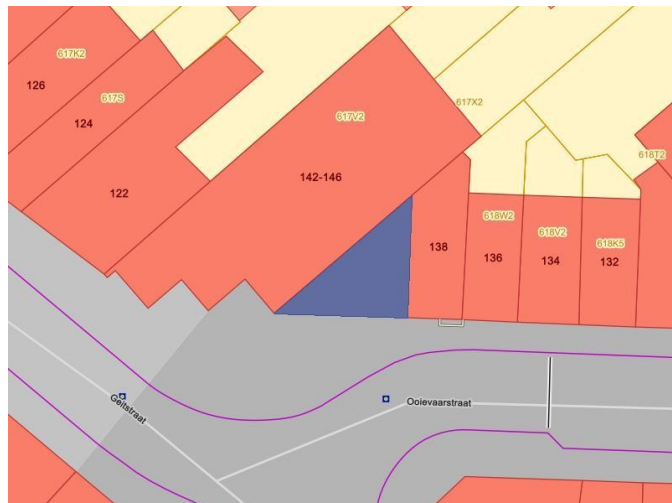 617K2
126
617S
124
122
617V2
142-146
617X2
618T2
138
618W2
136
618V2
134
618K5
132
Geitstraat
Ooievaarstraat